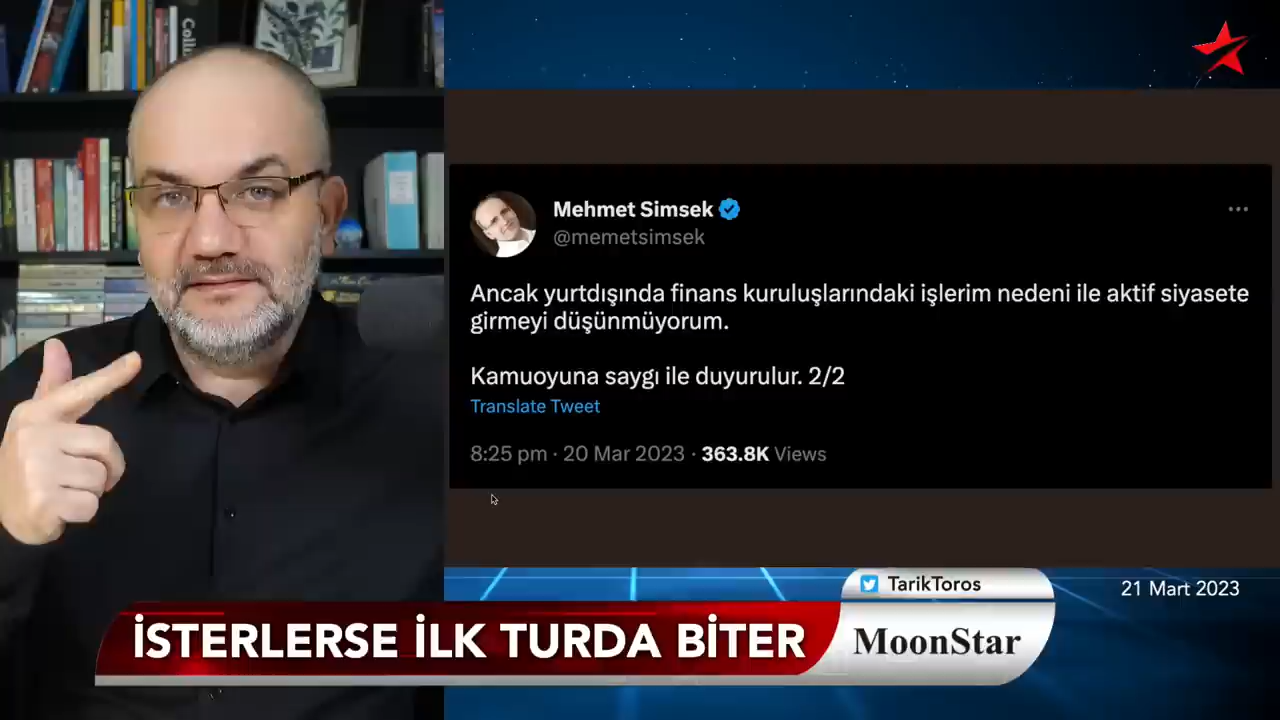 Mehmet Simsek
@memetsimsek
Ancak yurtdışında finans kuruluşlarındaki işlerim nedeni ile aktif siyasete
girmeyi düşünmüyorum.
Kamuoyuna saygı ile duyurulur. 2/2
Translate Tweet
8:25 pm · 20 Mar 2023 · 363.8K Views
TarikToros
21 Mart 2023
İSTERLERSE İLK TURDA BİTER
MoonStar